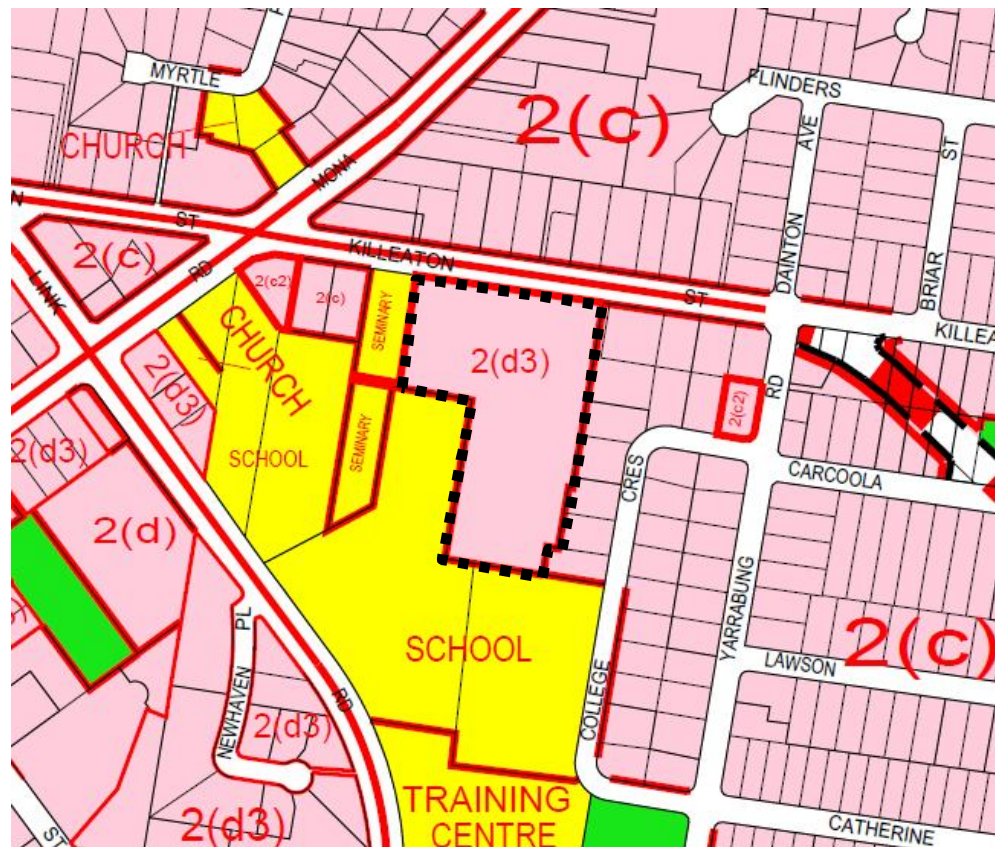 MYRTLE
FLINDERS
2(c)
AVE
ST
CHURCH
MONA
N
ST
KILLEATON
2(c)
RD
DAINTON
BRIAR
LINK
2(c2)
2(c)
SEMINARY
ST
KILLEA
CHURCH
2(d3)
2(d3)
RD
2(c2)
2(d3)
SCHOOL
SEMINARY
CRES
CARCOOLA
2(d)
YARRABUNG
PL
SCHOOL
2(c)
LAWSON
RD
NEWHAVEN
2(d3)
COLLEGE
TRAINING
CENTRE
2(d3)
ST
CATHERINE